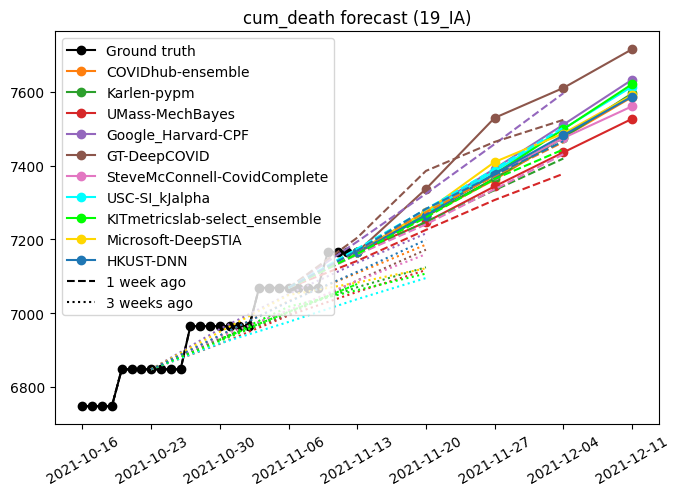 cum_death forecast (19_IA)
Ground truth
COVIDhub-ensemble
Karlen-pypm
UMass-MechBayes
Google_Harvard-CPF
GT-DeepCOVID
SteveMcConnell-CovidComplete
USC-SI_kJalpha
KITmetricslab-select_ensemble
Microsoft-DeepSTIA
HKUST-DNN
1 week ago
3 weeks ago
7600
7400
7200
7000
6800
2021-10-16
2021-10-23
2021-10-30
2021-11-06
2021-11-13
2021-11-20
2021-11-27
2021-12-04
2021-12-11